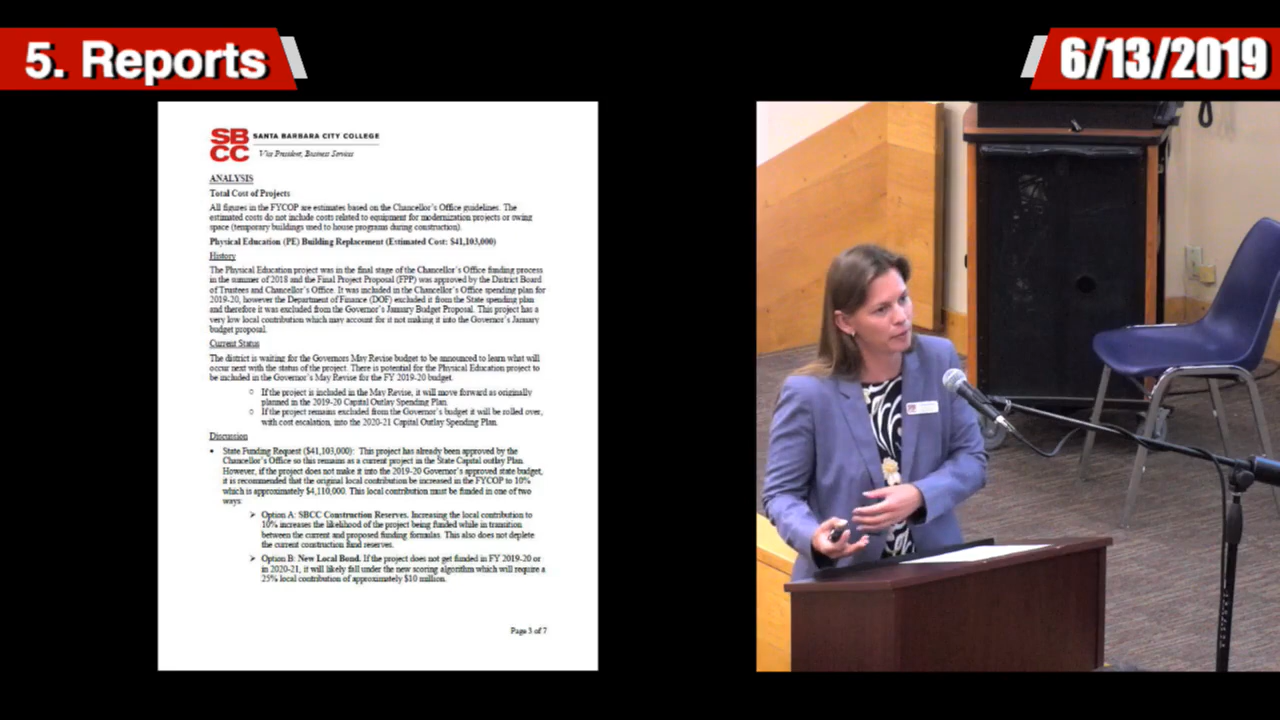 5. Reports
6/13/2019
SB
CC
SANTA BARBARA CITY COLLEGE
Vice President, Business Services
ANALYSIS
Total Cost of Projects
All figures in the FYCOP are estimates based on the Chancellor's Office guidelines. The
estimated costs do not include costs related to equipment for modernization projects or swing
space (temporary buildings used to house programs during construction).
Physical Education (PE) Building Replacement (Estimated Cost: $41,103,000)
History
The Physical Education project was in the final stage of the Chancellor's Office funding process
in the summer of 2018 and the Final Project Proposal (FPP) was approved by the District Board
of Trustees and Chancellor's Office. It was included in the Chancellor's Office spending plan for
2019-20, however the Department of Finance (DOF) excluded it from the State spending plan
and therefore it was excluded from the Governor's January Budget Proposal. This project has a
very low local contribution which may account for it not making it into the Governor's January
budget proposal.
Current Status
The district is waiting for the Governors May Revise budget to be announced to learn what will
occur next with the status of the project. There is potential for the Physical Education project to
be included in the Governor's May Revise for the FY 2019-20 budget.
o If the project is included in the May Revise, it will move forward as originally
planned in the 2019-20 Capital Outlay Spending Plan.
o If the project remains excluded from the Governor's budget it will be rolled over,
with cost escalation, into the 2020-21 Capital Outlay Spending Plan.
Discussion
• State Funding Request ($41,103,000): This project has already been approved by the
Chancellor's Office so this remains as a current project in the State Capital outlay Plan.
However, if the project does not make it into the 2019-20 Governor's approved state budget,
it is recommended that the original local contribution be increased in the FYCOP to 10%
which is approximately $4,110,000. This local contribution must be funded in one of two
ways:
➢ Option A: SBCC Construction Reserves. Increasing the local contribution to
10% increases the likelihood of the project being funded while in transition
between the current and proposed funding formulas. This also does not deplete
the current construction fund reserves.
➢ Option B: New Local Bond. If the project does not get funded in FY 2019-20 or
in 2020-21, it will likely fall under the new scoring algorithm which will require a
25% local contribution of approximately $10 million.
Page 3 of 7